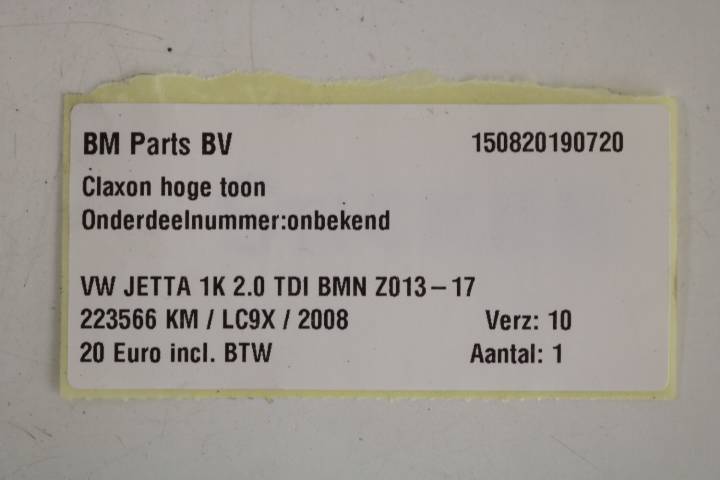 BM Parts BV 150820190720
Claxon hoge toon
Onderdeelnummer:onbekend
VW JETTA 1K 2.0 TDI BMN Z013-17
223566 KM / LC9X / 2008 Verz: 10
20 Euro incl. BTW Aantal: 1